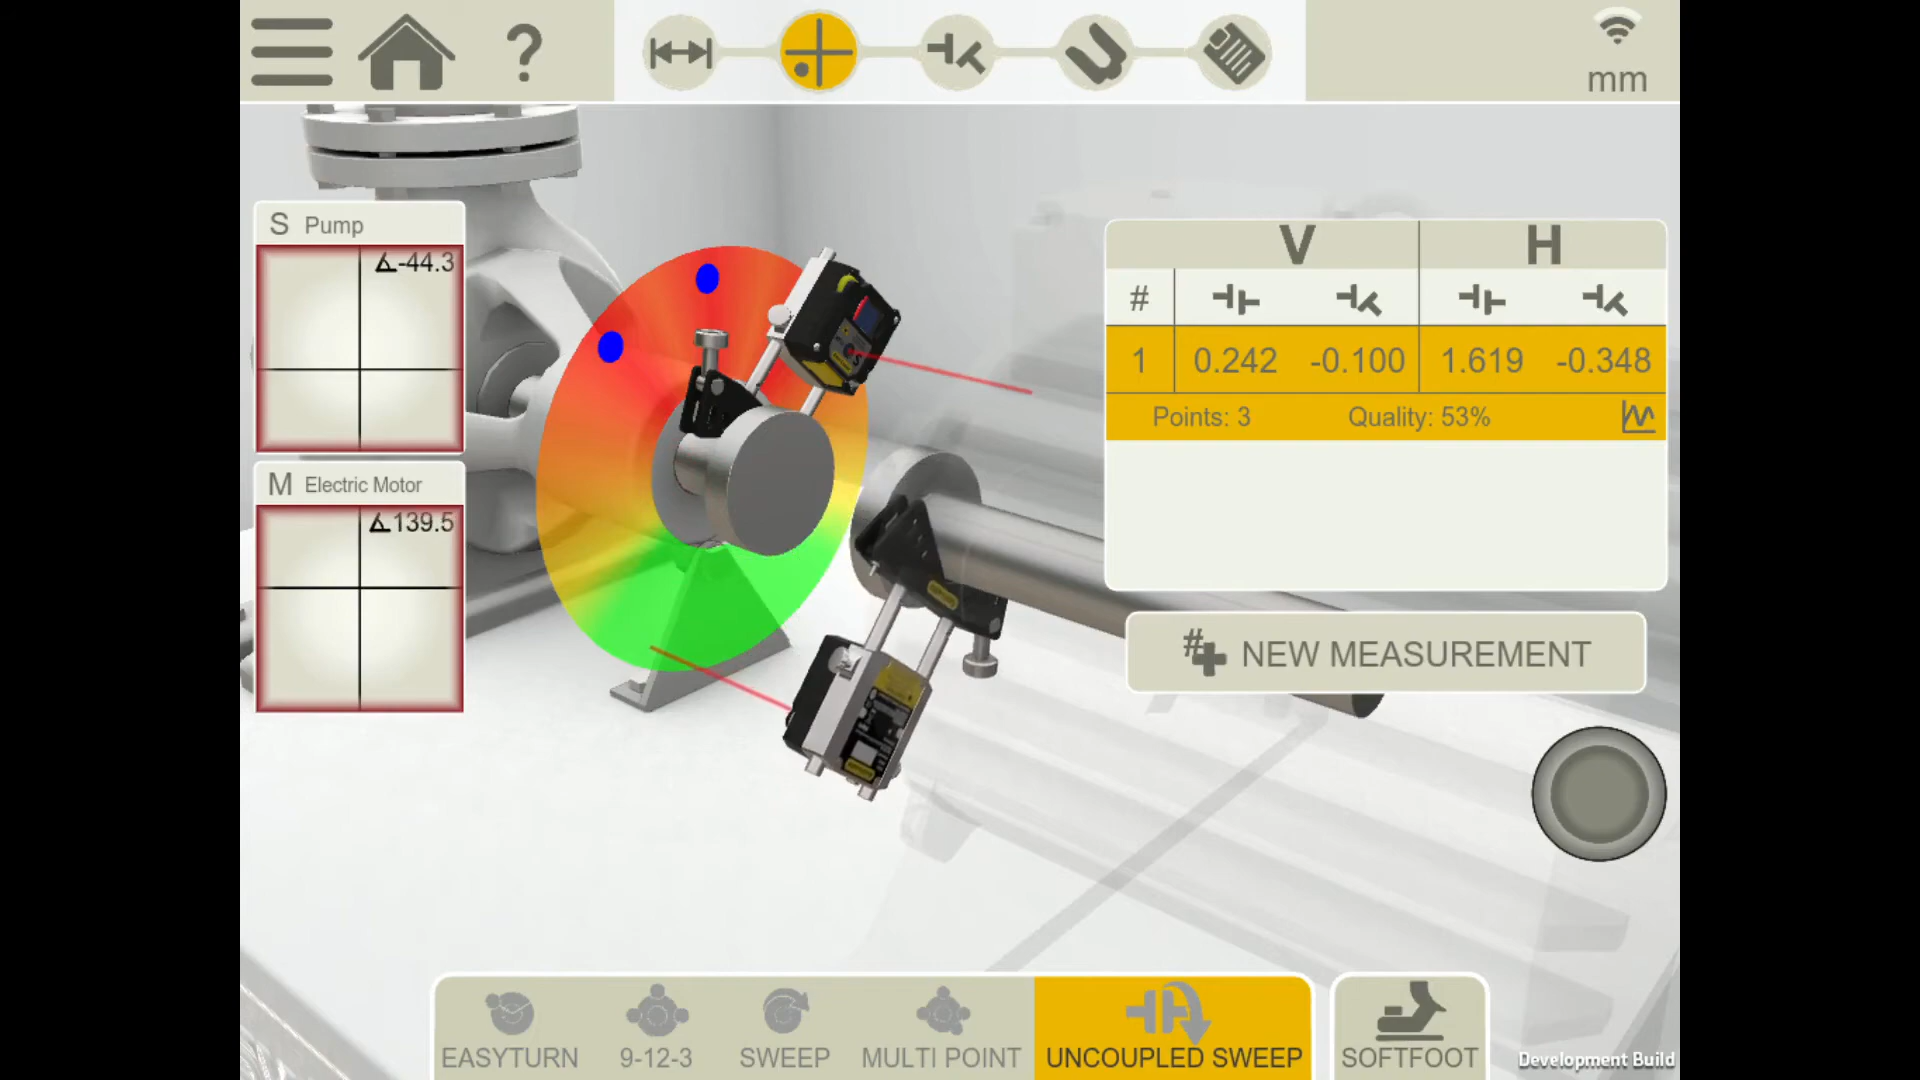 ?
mm
S Pump
-44.3
M Electric Motor
139.5
V H
#
1 0.242 -0.100 1.619 -0.348
Points: 3 Quality: 53%
# NEW MEASUREMENT
EASYTURN 9-12-3 SWEEP MULTI POINT UNCOUPLED SWEEP SOFTFOOT
Development Build